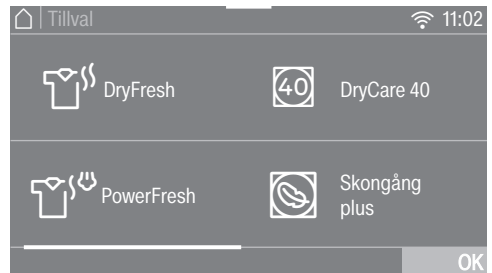 Tillval 11:02
DryFresh
40 DryCare 40
PowerFresh
Skongång
plus
OK